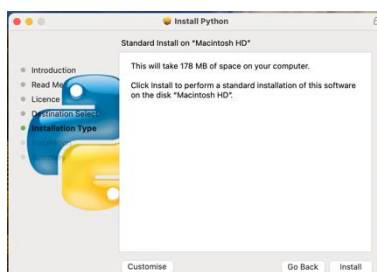 Install Python
Standard Install on "Macintosh HD"
Introduction
Read Me
Licence
Destination Select
Installation Type
Installation
Summary
This will take 178 MB of space on your computer.
Click Install to perform a standard installation of this software
on the disk "Macintosh HD".
Customise
Go Back
Install